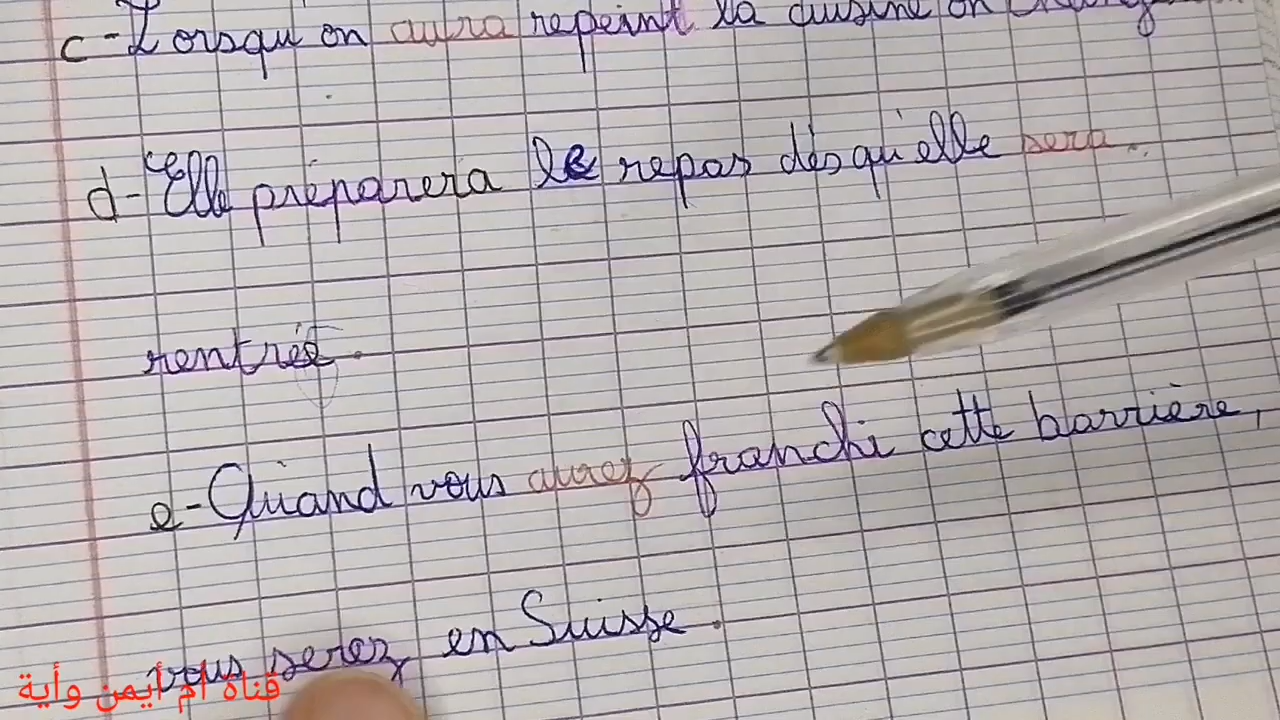 c-Lorsqu'on aura repeint la cuisine on
d-Elle préparera le repas dès qu'elle sera
rentrée.
e-Quand vous aurez franchi cette barrière,
vous serez en Suisse.
قناة أم أيمن وأية